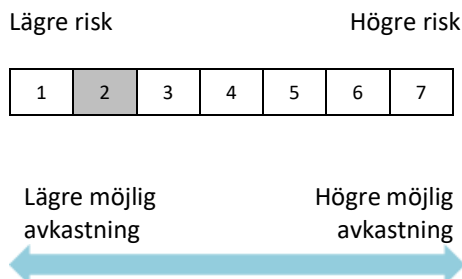 Lägre risk Högre risk
1 2 3 4 5 6 7
Lägre möjlig Högre möjlig
avkastning avkastning